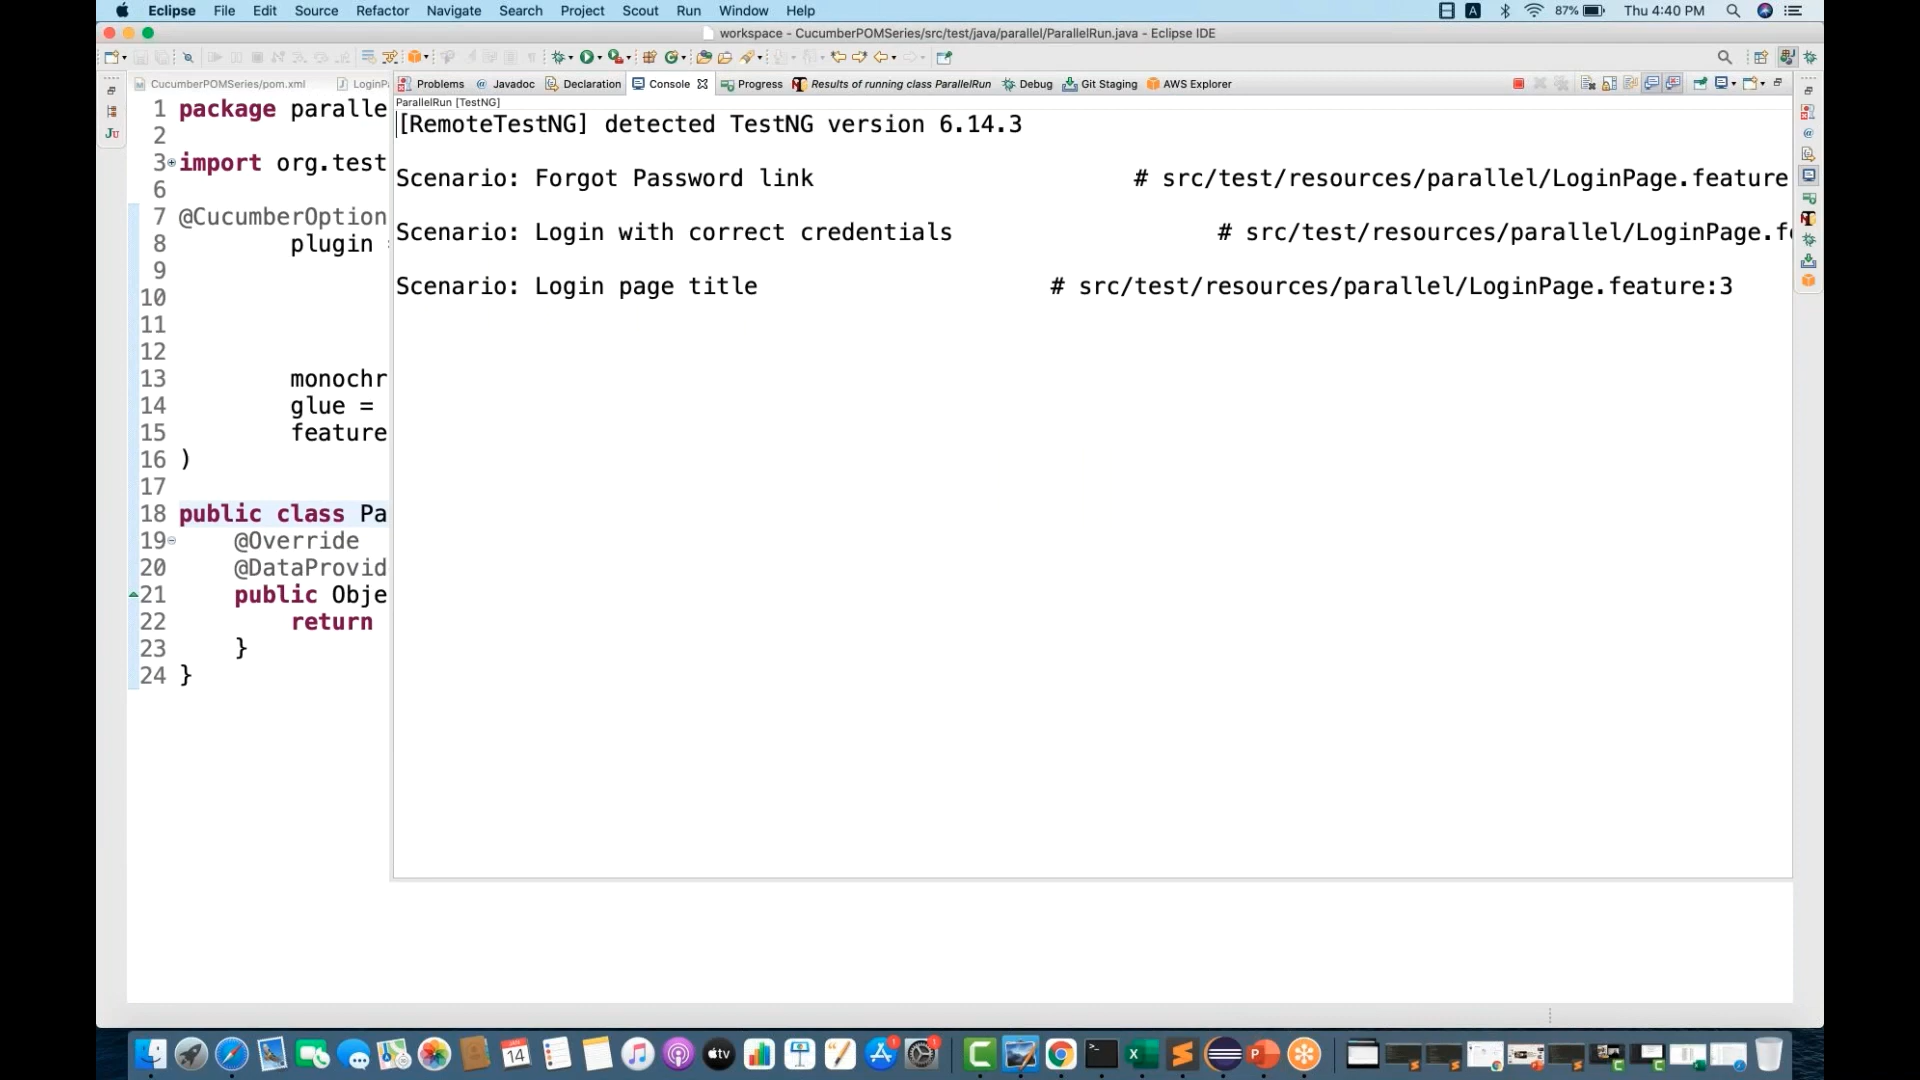 Eclipse File Edit Source Refactor Navigate Search Project Scout Run Window Help 87% Thu 4:40 PM
workspace - CucumberPOMSeries/src/test/java/parallel/ParallelRun.java - Eclipse IDE
CucumberPOMSeries/pom.xml LoginP Problems @ Javadoc Declaration Console Progress Results of running class ParallelRun Debug Git Staging AWS Explorer
ParallelRun [TestNG]
[RemoteTestNG] detected TestNG version 6.14.3
Scenario: Forgot Password link # src/test/resources/parallel/LoginPage.feature
Scenario: Login with correct credentials # src/test/resources/parallel/LoginPage.f
Scenario: Login page title # src/test/resources/parallel/LoginPage.feature:3
1 package paralle
2
3 import org.test
6
7 @CucumberOption
8 plugin
9
10
11
12
13 monochr
14 glue =
15 feature
16 )
17
18 public class Pa
19 @Override
20 @DataProvid
21 public Obje
22 return
23 }
24 }